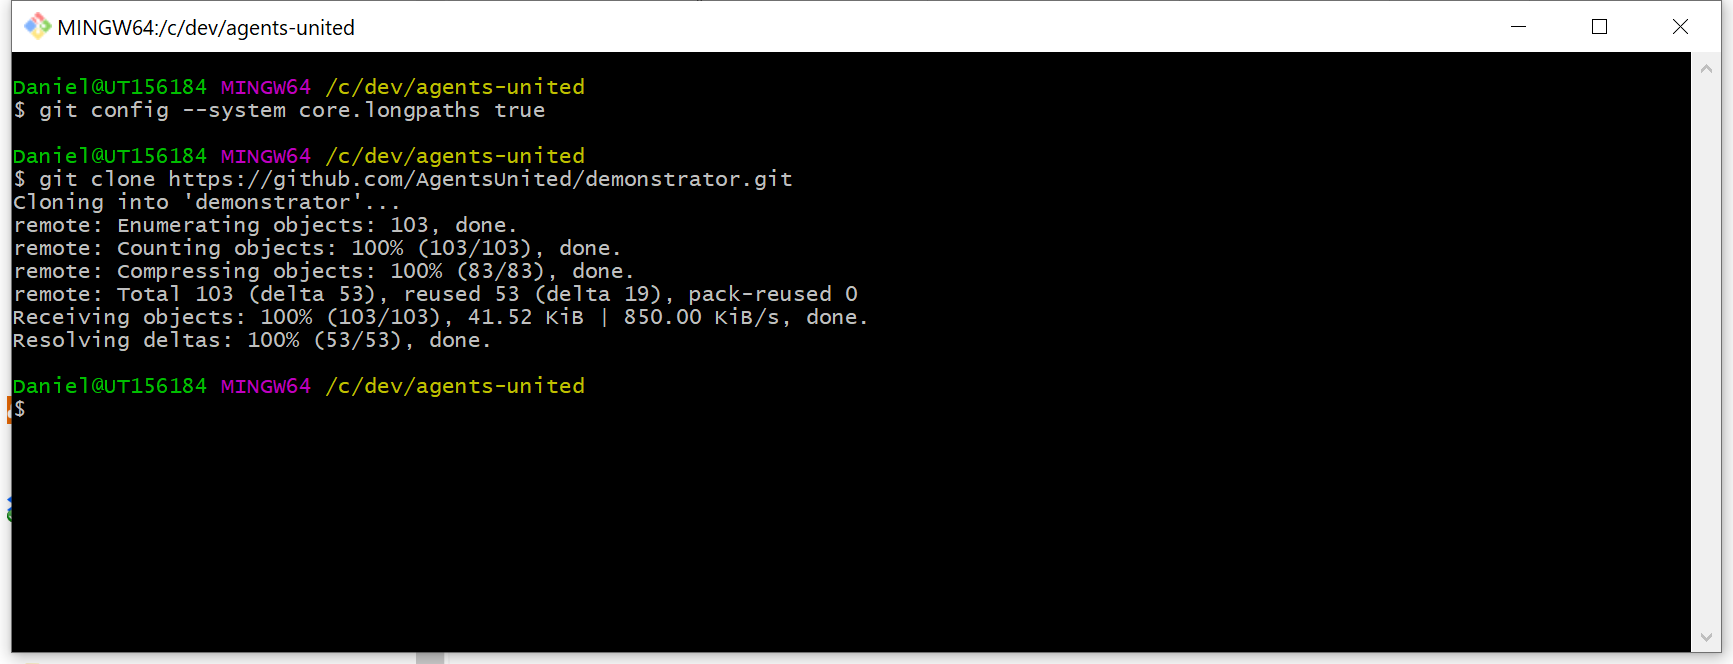 MINGW64:/c/dev/agents-united
Daniel@UT156184 MINGW64 /c/dev/agents-united
$ git config --system core.longpaths true
Daniel@UT156184 MINGW64 /c/dev/agents-united
$ git clone https://github.com/AgentsUnited/demonstrator.git
Cloning into 'demonstrator'...
remote: Enumerating objects: 103, done.
remote: Counting objects: 100% (103/103), done.
remote: Compressing objects: 100% (83/83), done.
remote: Total 103 (delta 53), reused 53 (delta 19), pack-reused 0
Receiving objects: 100% (103/103), 41.52 KiB | 850.00 KiB/s, done.
Resolving deltas: 100% (53/53), done.
Daniel@UT156184 MINGW64 /c/dev/agents-united
$